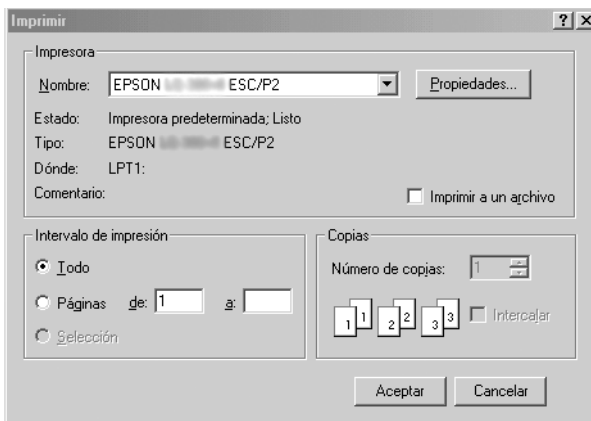 Imprimir
Impresora
Nombre: EPSON ESC/P2 Propiedades...
Estado: Impresora predeterminada; Listo
Tipo: EPSON ESC/P2
Dónde: LPT1:
Comentario: Imprimir a un archivo
Intervalo de impresión
Todo
Páginas de: 1 a:
Selección
Copias
Número de copias: 1
1 1 2 2 3 3 Intercalar
Aceptar Cancelar